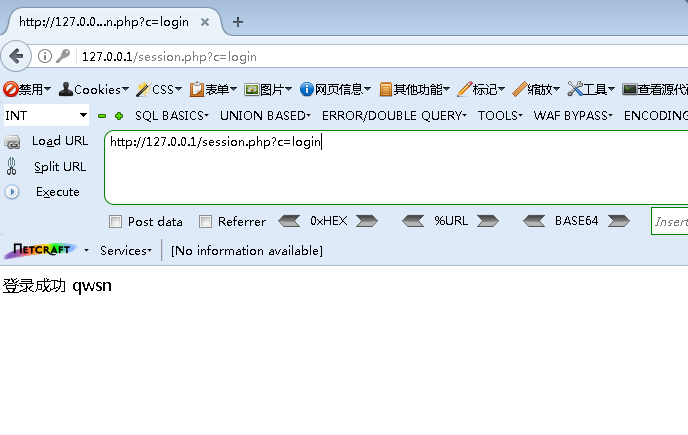 http://127.0.0...n.php?c=login
127.0.0.1/session.php?c=login
禁用 Cookies CSS 表单 图片 网页信息 其他功能 标记 缩放 工具 查看源代
INT SQL BASICS UNION BASED ERROR/DOUBLE QUERY TOOLS WAF BYPASS ENCODING
Load URL http://127.0.0.1/session.php?c=login
Split URL
Execute
Post data Referrer 0xHEX %URL BASE64 Insert
NETCRAFT Services [No information available]
登录成功 qwsn